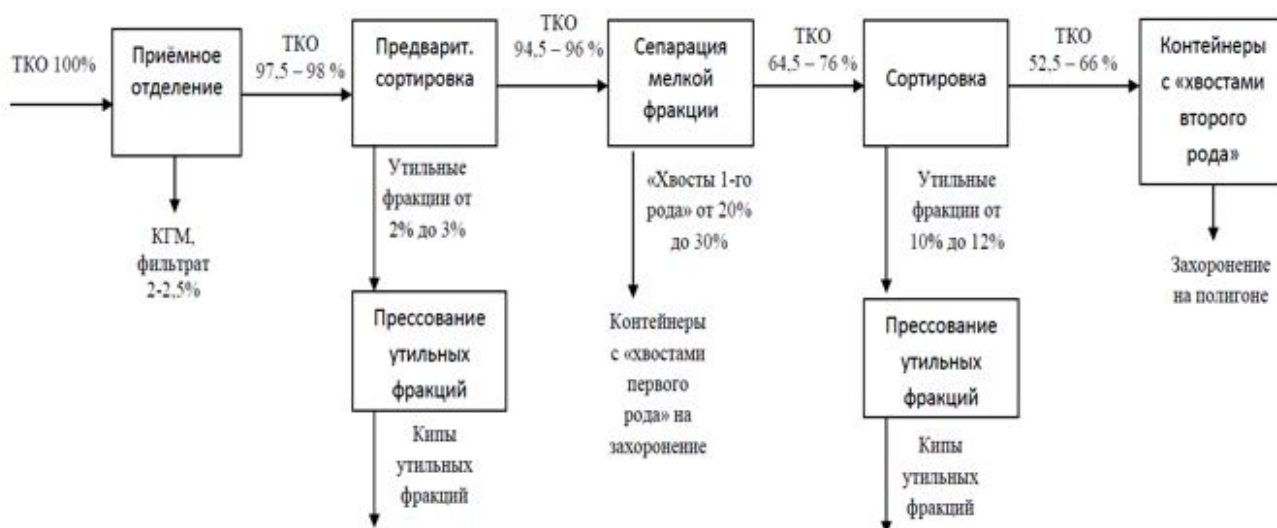 ТКО 100%
Приёмное
отделение
ТКО
97,5 – 98 %
Предварит.
сортировка
ТКО
94,5 – 96 %
Сепарация
мелкой
фракции
ТКО
64,5 – 76 %
Сортировка
ТКО
52,5 – 66 %
Контейнеры
с «хвостами
второго
рода»
КГМ,
фильтрат
2-2,5%
Утильные
фракции от
2% до 3%
«Хвосты 1-го
рода» от 20%
до 30%
Утильные
фракции от
10% до 12%
Захоронение
на полигоне
Прессование
утильных
фракций
Контейнеры
с «хвостами
первого
рода» на
захоронение
Прессование
утильных
фракций
Кипы
утильных
фракций
Кипы
утильных
фракций